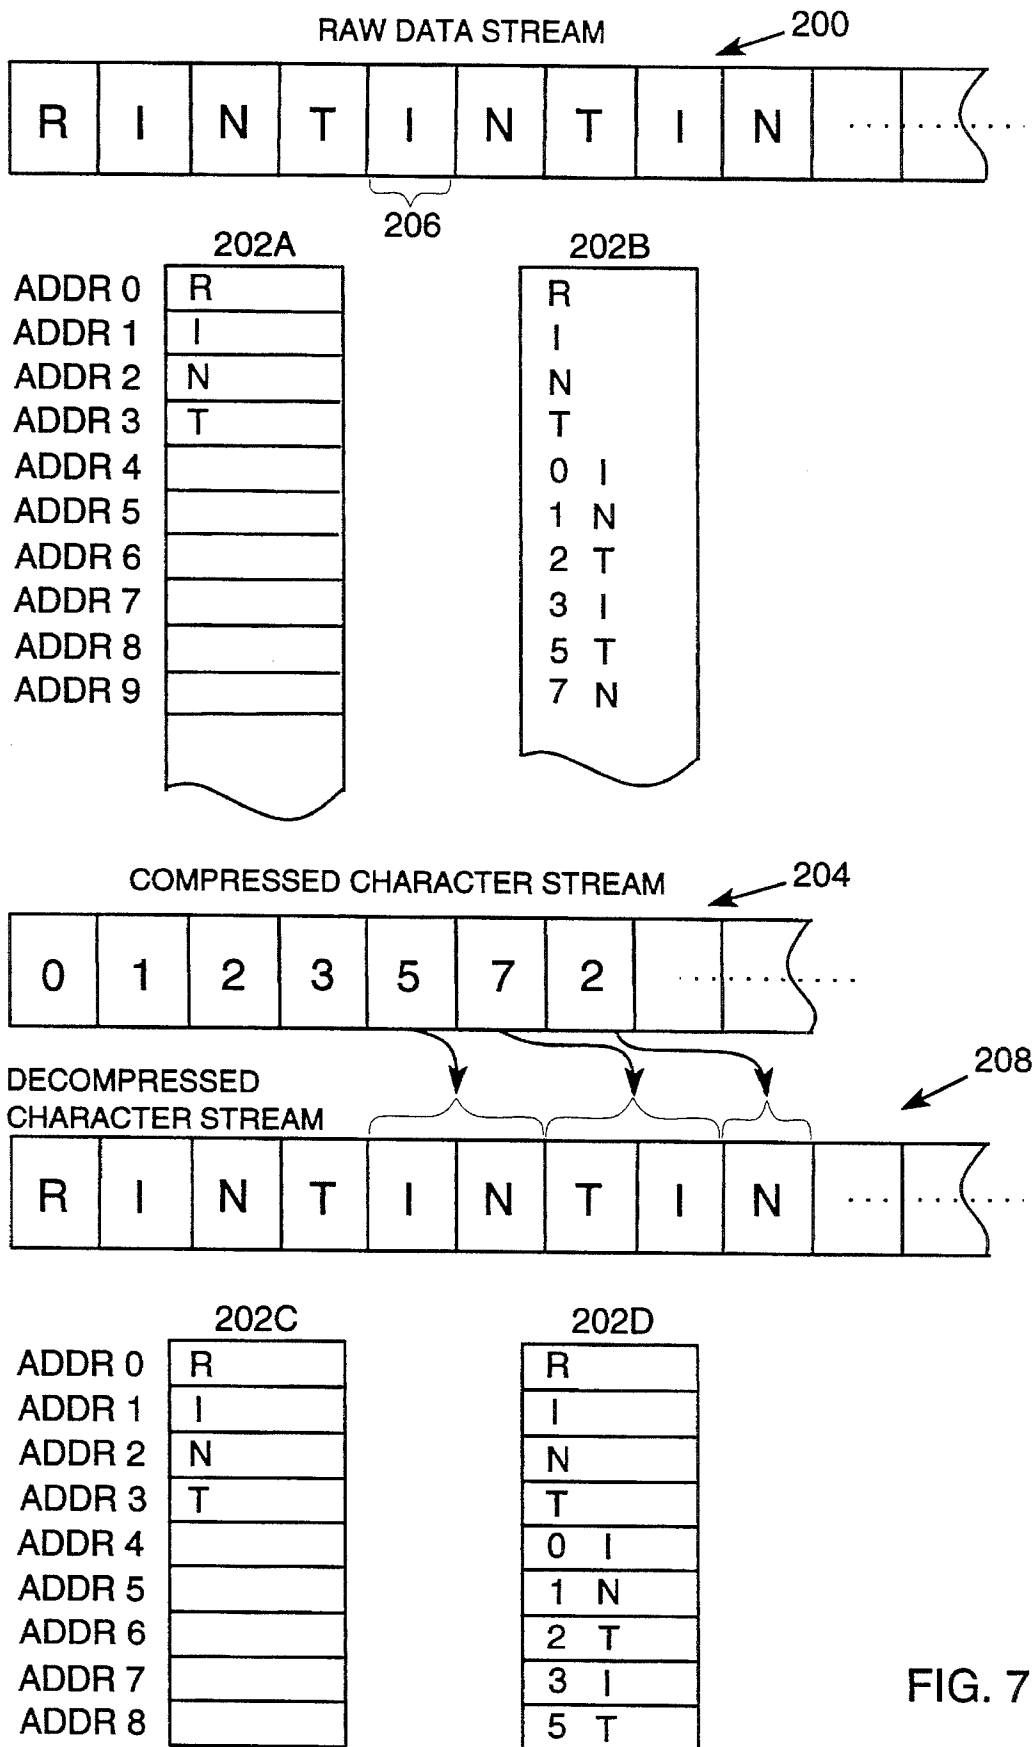 RAW DATA STREAM 200
R I N T I N T I N ..........
206
202A 202B
ADDR 0 R R
ADDR 1 I I
ADDR 2 N N
ADDR 3 T T
ADDR 4 0 I
ADDR 5 1 N
ADDR 6 2 T
ADDR 7 3 I
ADDR 8 5 T
ADDR 9 7 N
COMPRESSED CHARACTER STREAM 204
0 1 2 3 5 7 2 ..........
DECOMPRESSED 208
CHARACTER STREAM
R I N T I N T I N ..........
202C 202D
ADDR 0 R R
ADDR 1 I I
ADDR 2 N N
ADDR 3 T T
ADDR 4 0 I
ADDR 5 1 N
ADDR 6 2 T
ADDR 7 3 I
ADDR 8 5 T
FIG. 7